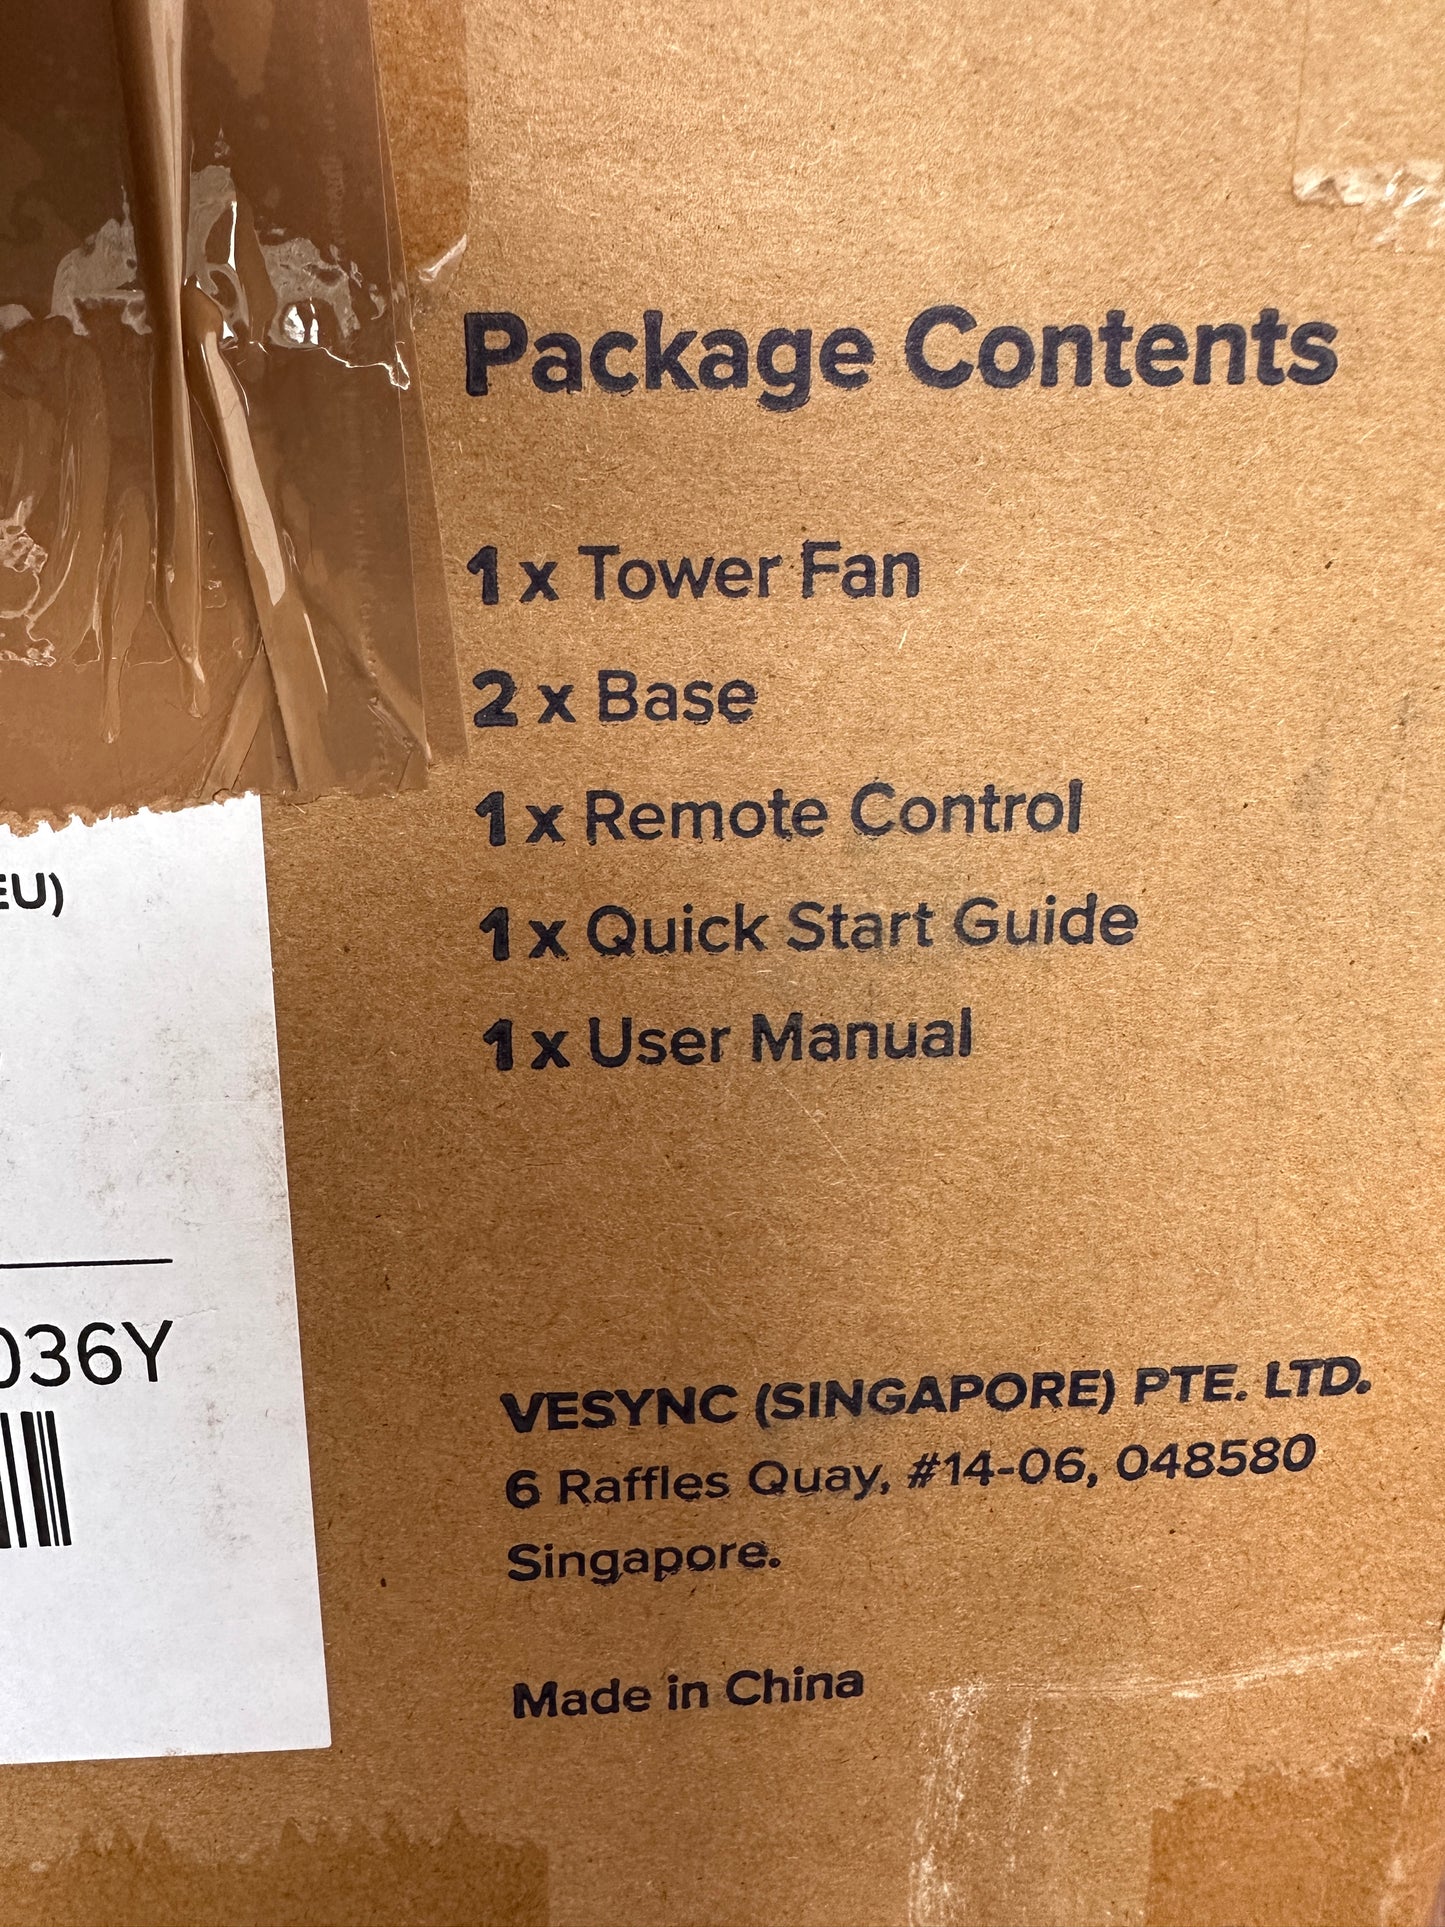 Package Contents
1 x Tower Fan
2 x Base
1 x Remote Control
1 x Quick Start Guide
1 x User Manual
EU)
036Y
VESYNC (SINGAPORE) PTE. LTD.
6 Raffles Quay, #14-06, 048580
Singapore.
Made in China